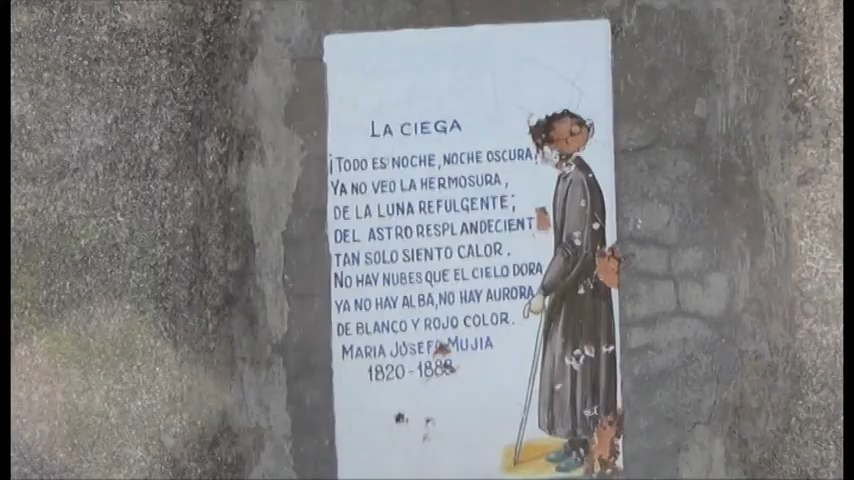 LA CIEGA
¡TODO ES NOCHE, NOCHE OSCURA!
YA NO VEO LA HERMOSURA,
DE LA LUNA REFULGENTE;
DEL ASTRO RESPLANDECIENT
TAN SOLO SIENTO CALOR.
NO HAY NUBES QUE EL CIELO DORA
YA NO HAY ALBA, NO HAY AURORA
DE BLANCO Y ROJO COLOR.
MARIA JOSEFA MUJIA
1820-1888